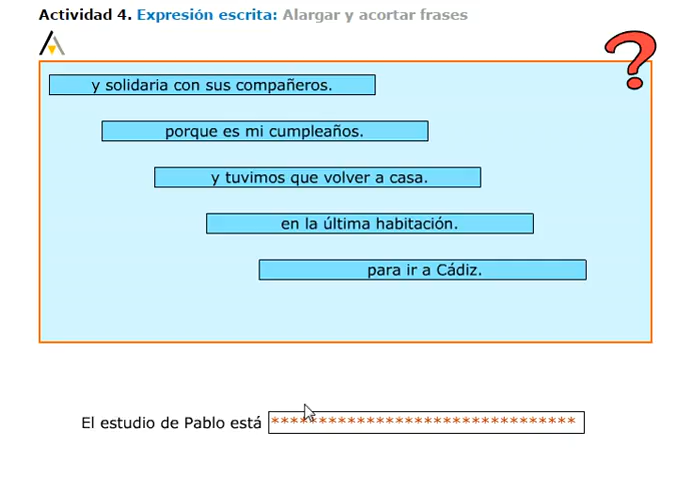 Actividad 4. Expresión escrita: Alargar y acortar frases
?
y solidaria con sus compañeros.
porque es mi cumpleaños.
y tuvimos que volver a casa.
en la última habitación.
para ir a Cádiz.
El estudio de Pablo está ********************************